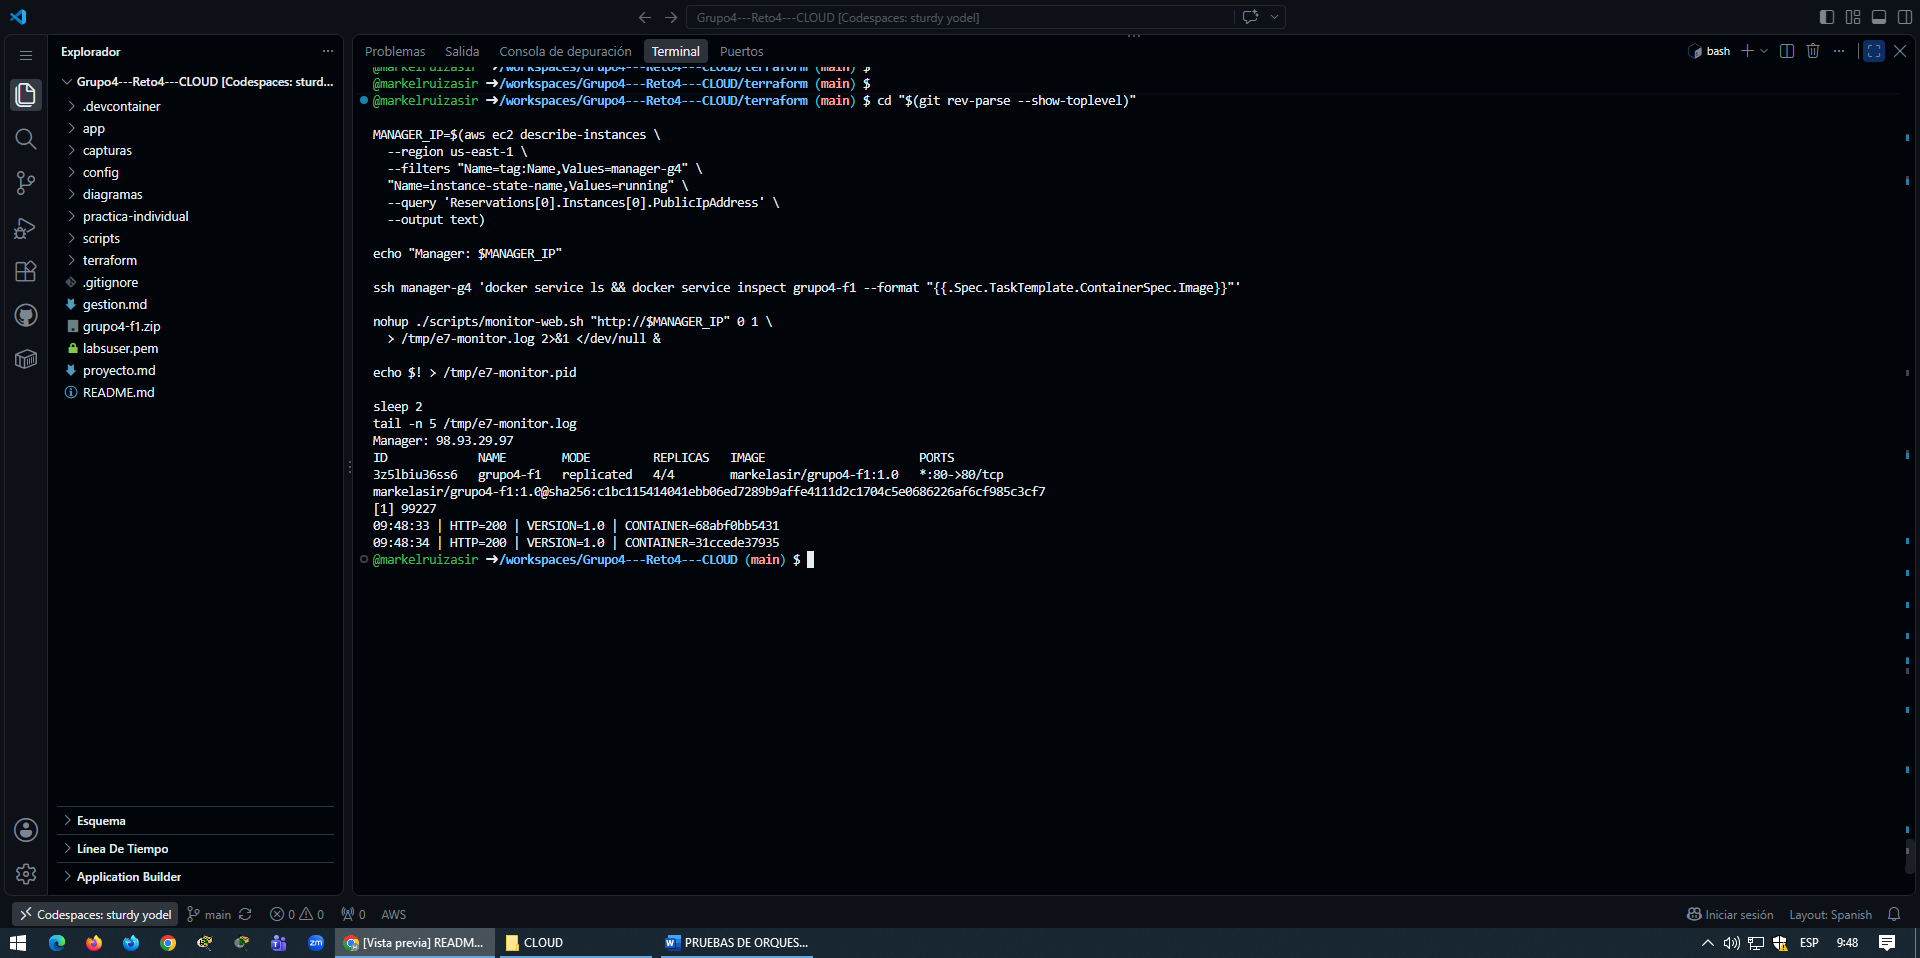 Grupo4---Reto4---CLOUD [Codespaces: sturdy yodel]
Explorador
Grupo4---Reto4---CLOUD [Codespaces: sturd...
.devcontainer
app
capturas
config
diagramas
practica-individual
scripts
terraform
.gitignore
gestion.md
grupo4-f1.zip
labsuser.pem
proyecto.md
README.md
Esquema
Línea De Tiempo
Application Builder
Problemas Salida Consola de depuración Terminal Puertos
bash
@markelruizasir ➜/workspaces/Grupo4---Reto4---CLOUD/terraform (main) $
@markelruizasir ➜/workspaces/Grupo4---Reto4---CLOUD/terraform (main) $
@markelruizasir ➜/workspaces/Grupo4---Reto4---CLOUD/terraform (main) $ cd "$(git rev-parse --show-toplevel)"
MANAGER_IP=$(aws ec2 describe-instances \
--region us-east-1 \
--filters "Name=tag:Name,Values=manager-g4" \
"Name=instance-state-name,Values=running" \
--query 'Reservations[0].Instances[0].PublicIpAddress' \
--output text)
echo "Manager: $MANAGER_IP"
ssh manager-g4 'docker service ls && docker service inspect grupo4-f1 --format "{{.Spec.TaskTemplate.ContainerSpec.Image}}"'
nohup ./scripts/monitor-web.sh "http://$MANAGER_IP" 0 1 \
> /tmp/e7-monitor.log 2>&1 </dev/null &
echo $! > /tmp/e7-monitor.pid
sleep 2
tail -n 5 /tmp/e7-monitor.log
Manager: 98.93.29.97
ID NAME MODE REPLICAS IMAGE PORTS
3z5lbiu36ss6 grupo4-f1 replicated 4/4 markelasir/grupo4-f1:1.0 *:80->80/tcp
markelasir/grupo4-f1:1.0@sha256:c1bc115414041ebb06ed7289b9affe4111d2c1704c5e0686226af6cf985c3cf7
[1] 99227
09:48:33 | HTTP=200 | VERSION=1.0 | CONTAINER=68abf0bb5431
09:48:34 | HTTP=200 | VERSION=1.0 | CONTAINER=31ccede37935
@markelruizasir ➜/workspaces/Grupo4---Reto4---CLOUD (main) $
Codespaces: sturdy yodel main 0 0 0 AWS Iniciar sesión Layout: Spanish
[Vista previa] READM... CLOUD PRUEBAS DE ORQUES... ESP 9:48